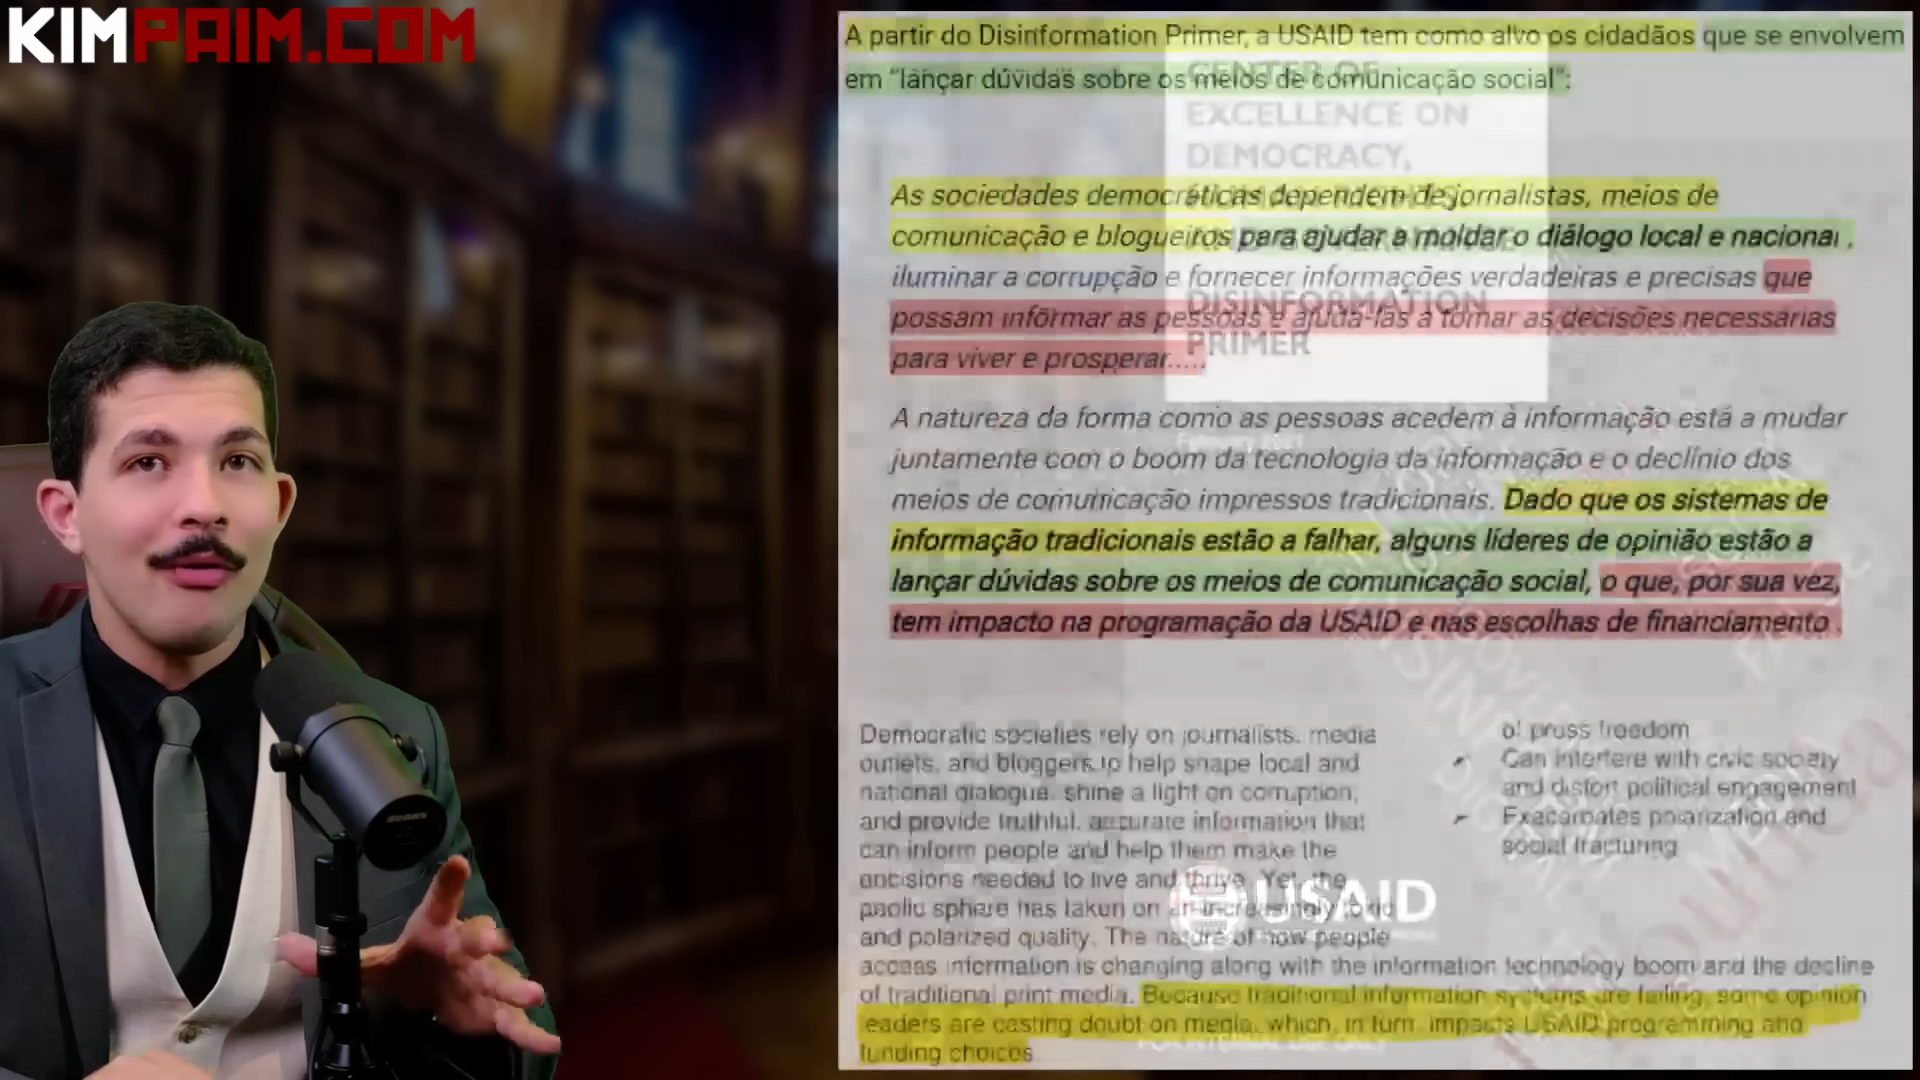 KIMPAIM.COM
A partir do Disinformation Primer, a USAID tem como alvo os cidadãos que se envolvem
em "lançar dúvidas sobre os meios de comunicação social":
CENTER OF
EXCELLENCE ON
DEMOCRACY,
As sociedades democráticas dependem de jornalistas, meios de
comunicação e blogueiros para ajudar a moldar o diálogo local e nacional ,
iluminar a corrupção e fornecer informações verdadeiras e precisas que
DISINFORMATION
possam informar as pessoas e ajudá-las a tomar as decisões necessárias
PRIMER
para viver e prosperar.....
A natureza da forma como as pessoas acedem à informação está a mudar
juntamente com o boom da tecnologia da informação e o declínio dos
meios de comunicação impressos tradicionais. Dado que os sistemas de
informação tradicionais estão a falhar, alguns líderes de opinião estão a
lançar dúvidas sobre os meios de comunicação social, o que, por sua vez,
tem impacto na programação da USAID e nas escolhas de financiamento .
Democratic societies rely on journalists, media
outlets, and bloggers to help shape local and
national dialogue, shine a light on corruption,
and provide truthful, accurate information that
can inform people and help them make the
decisions needed to live and thrive. Yet, the
public sphere has taken on an increasingly toxic
and polarized quality. The nature of how people
access information is changing along with the information technology boom and the decline
of traditional print media. Because traditional information systems are failing, some opinion
leaders are casting doubt on media, which, in turn, impacts USAID programming and
funding choices.
of press freedom
Can interfere with civic society
and distort political engagement
Exacerbates polarization and
social fracturing
USAID